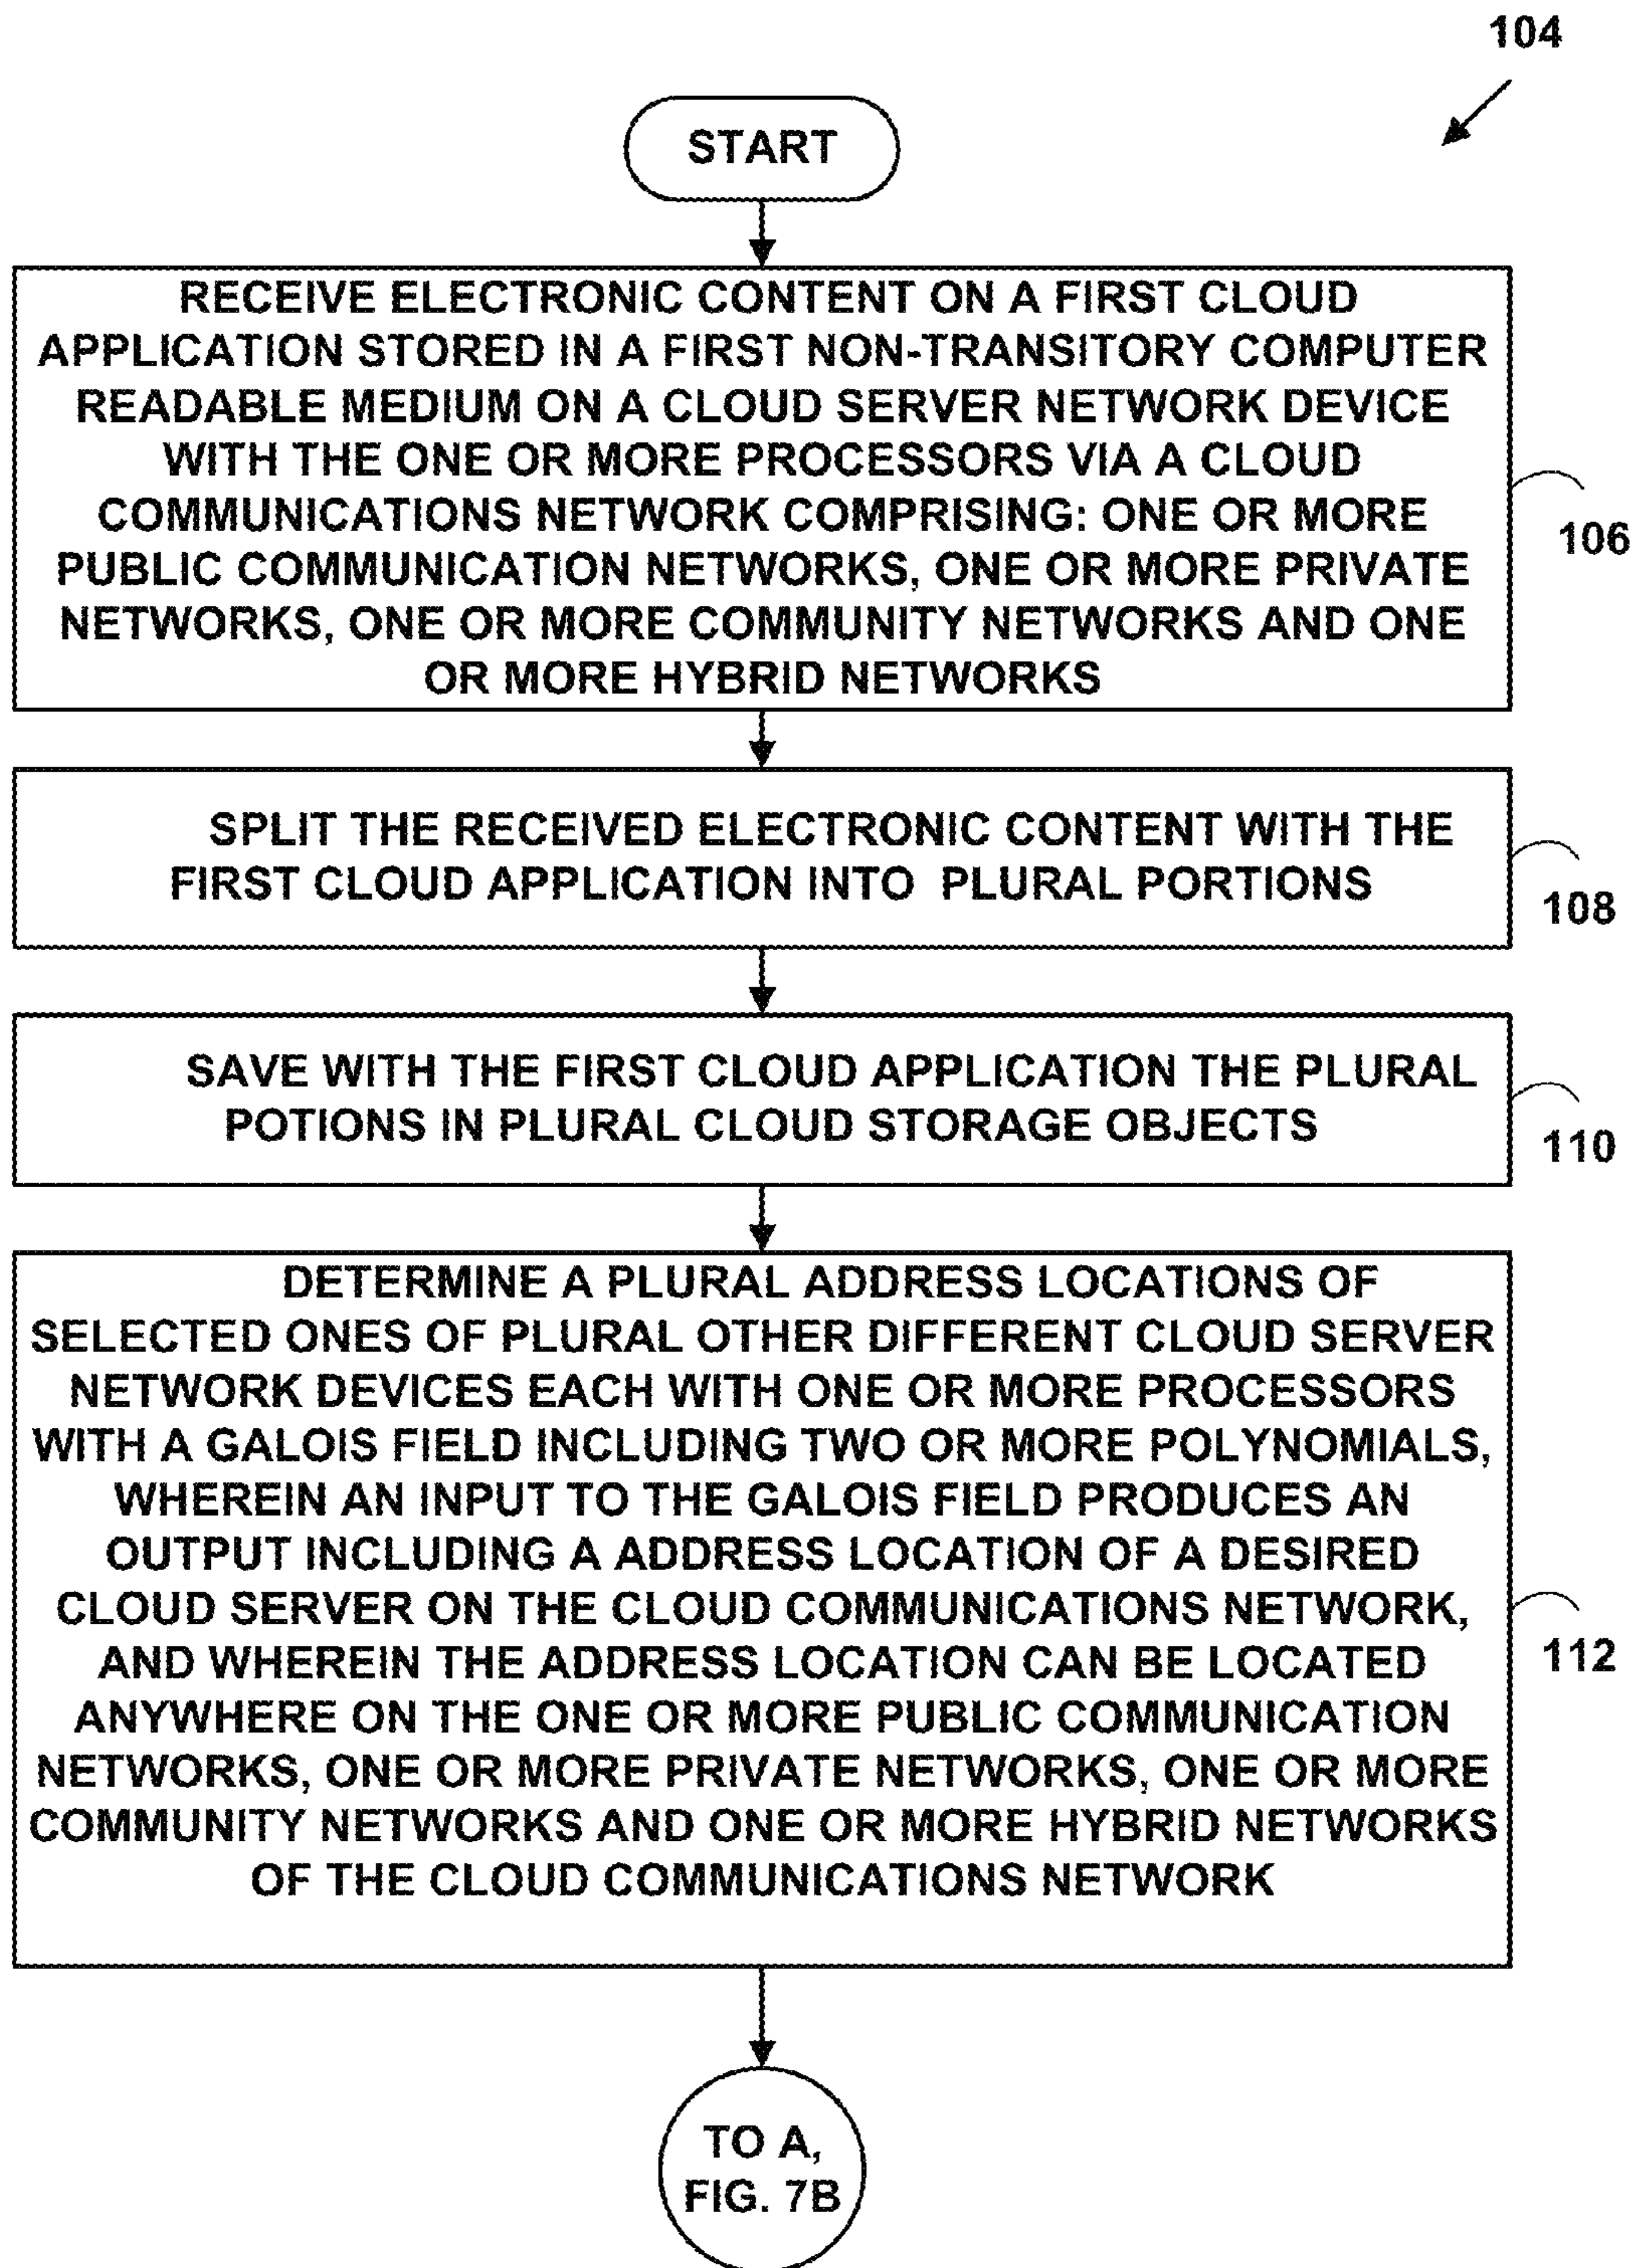 104
START
RECEIVE ELECTRONIC CONTENT ON A FIRST CLOUD
APPLICATION STORED IN A FIRST NON-TRANSITORY COMPUTER
READABLE MEDIUM ON A CLOUD SERVER NETWORK DEVICE
WITH THE ONE OR MORE PROCESSORS VIA A CLOUD
COMMUNICATIONS NETWORK COMPRISING: ONE OR MORE
PUBLIC COMMUNICATION NETWORKS, ONE OR MORE PRIVATE
NETWORKS, ONE OR MORE COMMUNITY NETWORKS AND ONE
OR MORE HYBRID NETWORKS
106
SPLIT THE RECEIVED ELECTRONIC CONTENT WITH THE
FIRST CLOUD APPLICATION INTO PLURAL PORTIONS
108
SAVE WITH THE FIRST CLOUD APPLICATION THE PLURAL
POTIONS IN PLURAL CLOUD STORAGE OBJECTS
110
DETERMINE A PLURAL ADDRESS LOCATIONS OF
SELECTED ONES OF PLURAL OTHER DIFFERENT CLOUD SERVER
NETWORK DEVICES EACH WITH ONE OR MORE PROCESSORS
WITH A GALOIS FIELD INCLUDING TWO OR MORE POLYNOMIALS,
WHEREIN AN INPUT TO THE GALOIS FIELD PRODUCES AN
OUTPUT INCLUDING A ADDRESS LOCATION OF A DESIRED
CLOUD SERVER ON THE CLOUD COMMUNICATIONS NETWORK,
AND WHEREIN THE ADDRESS LOCATION CAN BE LOCATED
ANYWHERE ON THE ONE OR MORE PUBLIC COMMUNICATION
NETWORKS, ONE OR MORE PRIVATE NETWORKS, ONE OR MORE
COMMUNITY NETWORKS AND ONE OR MORE HYBRID NETWORKS
OF THE CLOUD COMMUNICATIONS NETWORK
112
TO A,
FIG. 7B